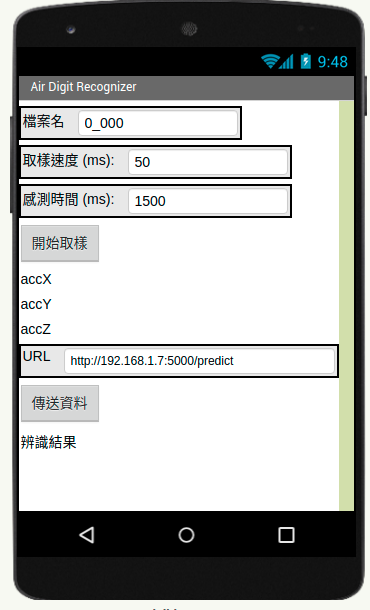 9:48
Air Digit Recognizer
檔案名 0_000
取樣速度 (ms): 50
感測時間 (ms): 1500
開始取樣
accX
accY
accZ
URL http://192.168.1.7:5000/predict
傳送資料
辨識結果